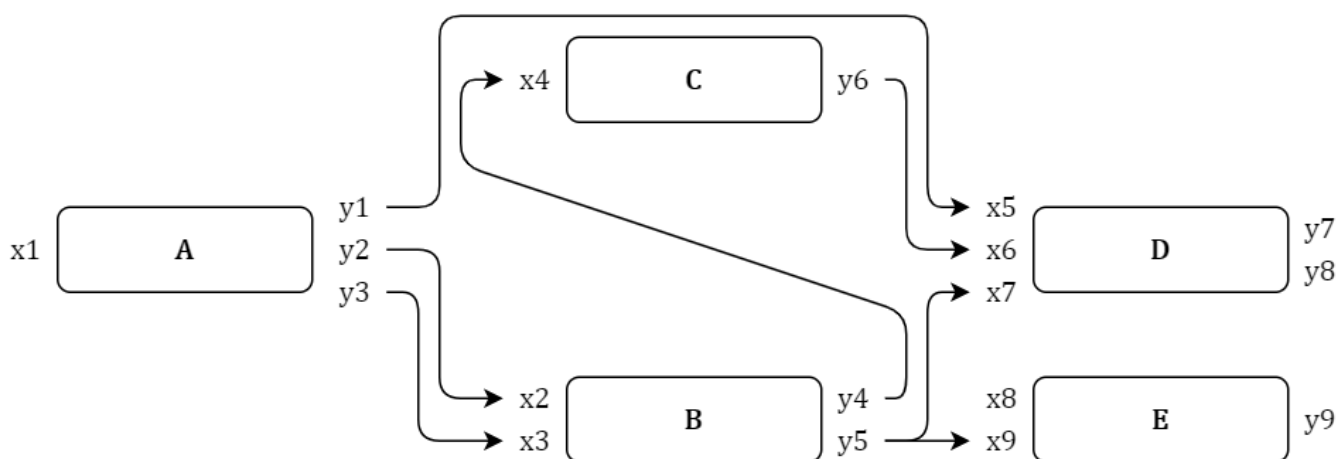 x4 C y6
y1 x5
x1 A y2 x6 D y7
y3 x7 y8
x2 B y4 x8 E
x3 y5 x9 y9